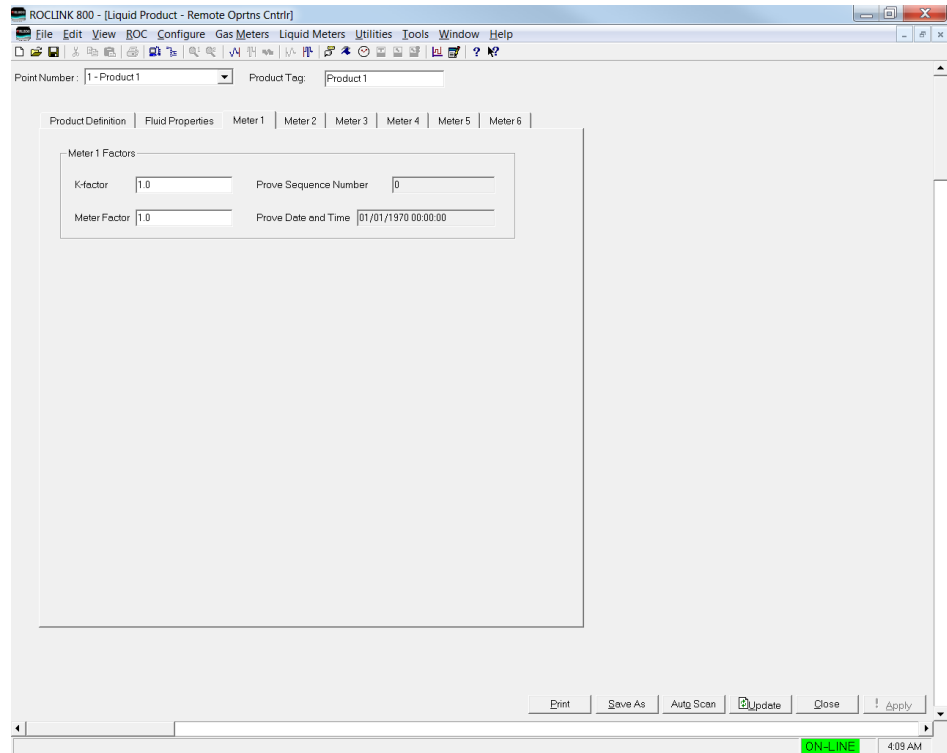 ROCLINK 800 - [Liquid Product - Remote Oprtns Cntrlr]
File Edit View ROC Configure Gas Meters Liquid Meters Utilities Tools Window Help
Point Number : 1 - Product 1 Product Tag: Product 1
Product Definition Fluid Properties Meter 1 Meter 2 Meter 3 Meter 4 Meter 5 Meter 6
Meter 1 Factors
K-factor 1.0 Prove Sequence Number 0
Meter Factor 1.0 Prove Date and Time 01/01/1970 00:00:00
Print Save As Auto Scan Update Close ! Apply
ON-LINE 4:09 AM